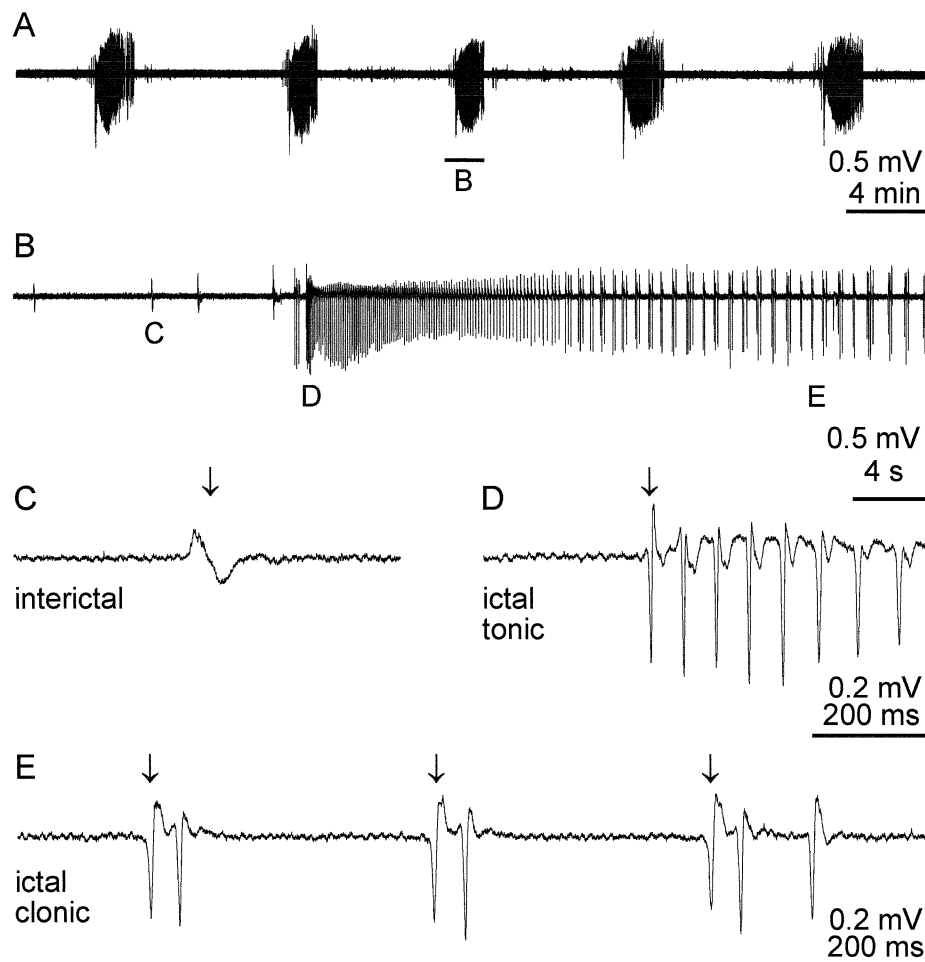 A
B
0.5 mV
4 min
B
C
D
E
0.5 mV
4 s
C
D
interictal
ictal
tonic
0.2 mV
200 ms
E
ictal
clonic
0.2 mV
200 ms